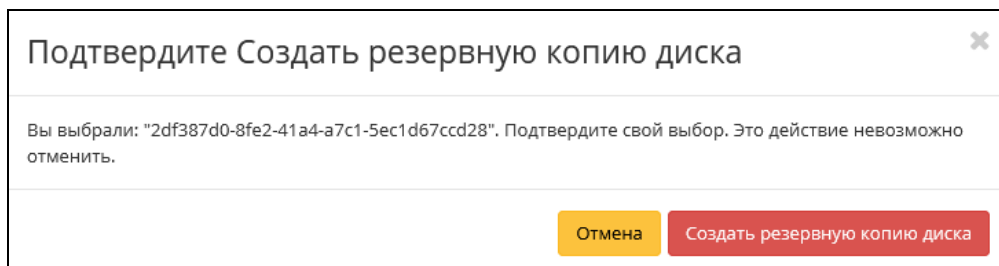 Подтвердите Создать резервную копию диска
Вы выбрали: "2df387d0-8fe2-41a4-a7c1-5ec1d67ccd28". Подтвердите свой выбор. Это действие невозможно
отменить.
Отмена
Создать резервную копию диска